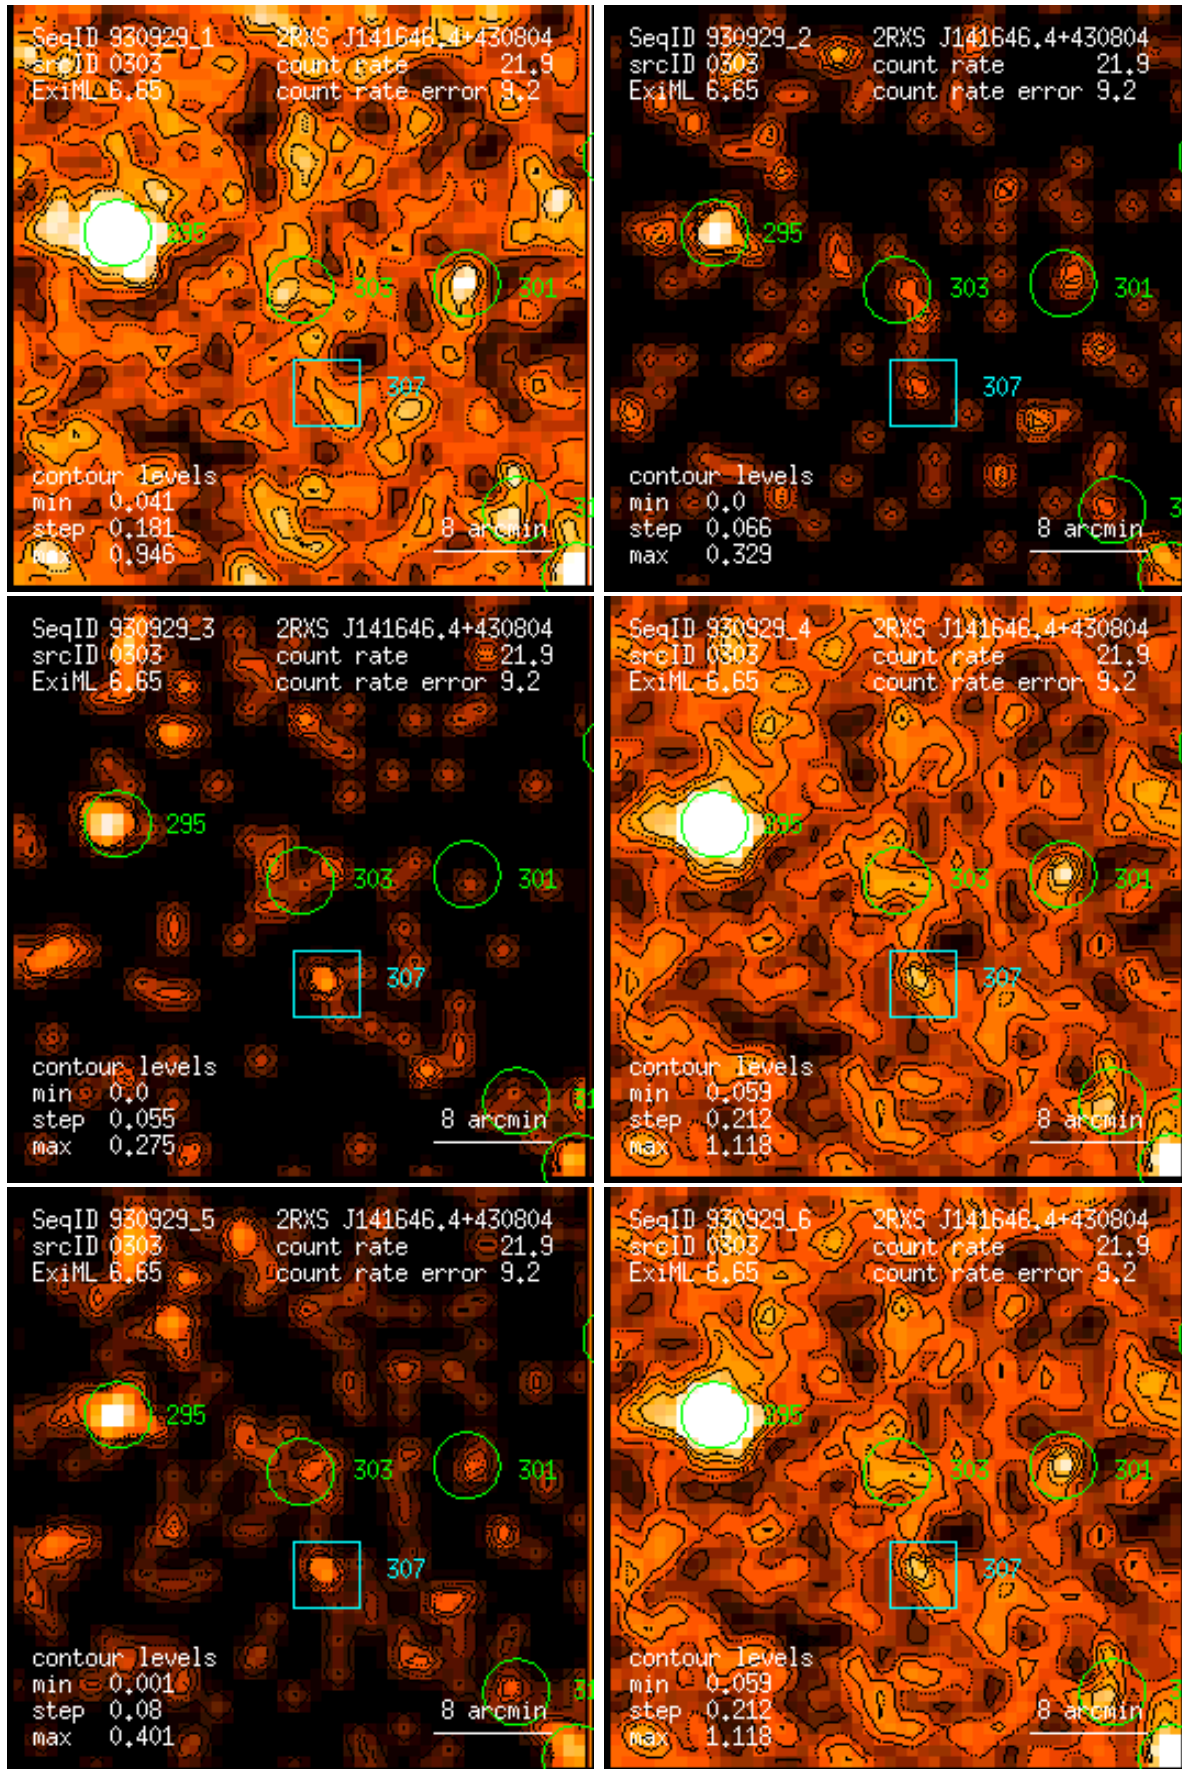 SeqID 930929_1 2RXS J141646.4+430804
srcID 0303 count rate 21.9
ExiML 6.65 count rate error 9.2
295
303
301
307
contour levels
min 0.041
step 0.181
max 0.946
8 arcmin
SeqID 930929_2 2RXS J141646.4+430804
srcID 0303 count rate 21.9
ExiML 6.65 count rate error 9.2
295
303
301
307
contour levels
min 0.0
step 0.066
max 0.329
8 arcmin
SeqID 930929_3 2RXS J141646.4+430804
srcID 0303 count rate 21.9
ExiML 6.65 count rate error 9.2
295
303
301
307
contour levels
min 0.0
step 0.055
max 0.275
8 arcmin
SeqID 930929_4 2RXS J141646.4+430804
srcID 0303 count rate 21.9
ExiML 6.65 count rate error 9.2
295
303
301
307
contour levels
min 0.059
step 0.212
max 1.118
8 arcmin
SeqID 930929_5 2RXS J141646.4+430804
srcID 0303 count rate 21.9
ExiML 6.65 count rate error 9.2
295
303
301
307
contour levels
min 0.001
step 0.08
max 0.401
8 arcmin
SeqID 930929_6 2RXS J141646.4+430804
srcID 0303 count rate 21.9
ExiML 6.65 count rate error 9.2
295
303
301
307
contour levels
min 0.059
step 0.212
max 1.118
8 arcmin